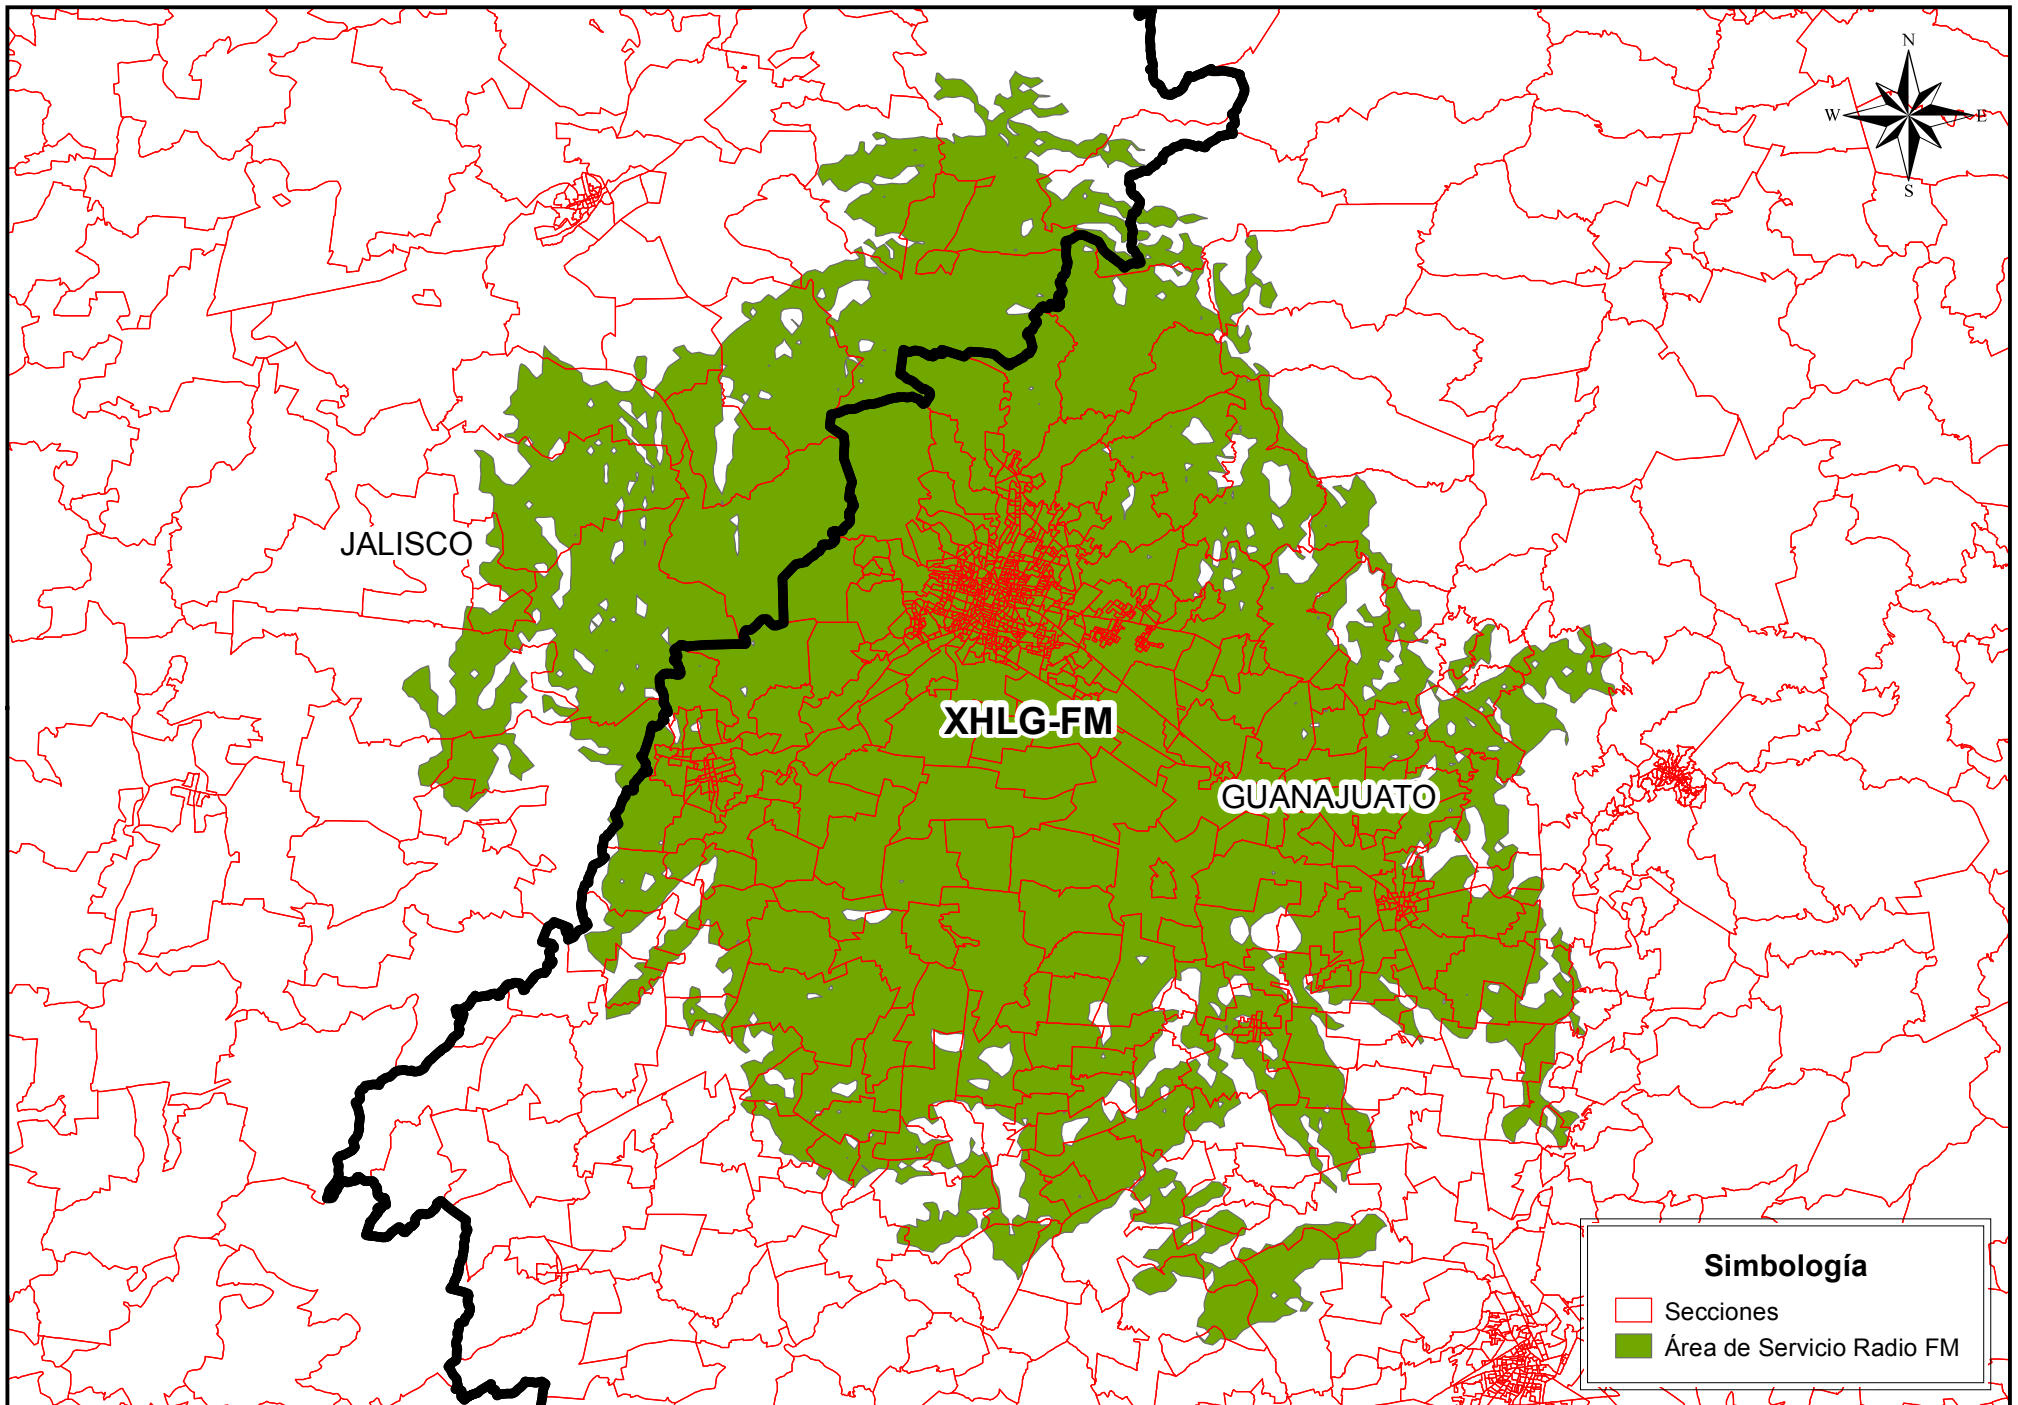 N
W E
S
JALISCO
XHLG-FM
GUANAJUATO
Simbología
Secciones
Área de Servicio Radio FM